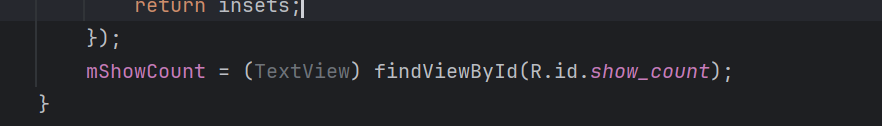 return insets;
});
mShowCount = (TextView) findViewById(R.id.show_count);
}